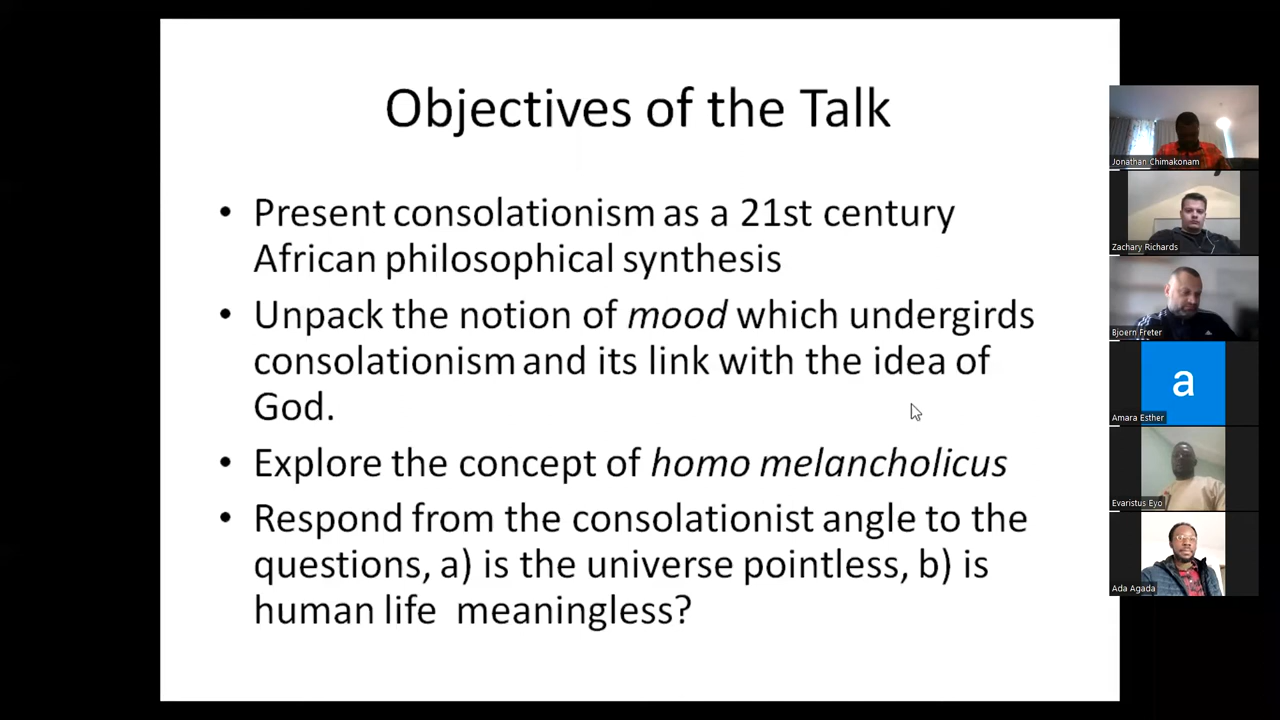 Objectives of the Talk
• Present consolationism as a 21st century
African philosophical synthesis
• Unpack the notion of mood which undergirds
consolationism and its link with the idea of
God.
• Explore the concept of homo melancholicus
• Respond from the consolationist angle to the
questions, a) is the universe pointless, b) is
human life meaningless?
Jonathan Chimakonam
Zachary Richards
Bjoern Freter
a
Amara Esther
Evaristus Eyo
Ada Agada